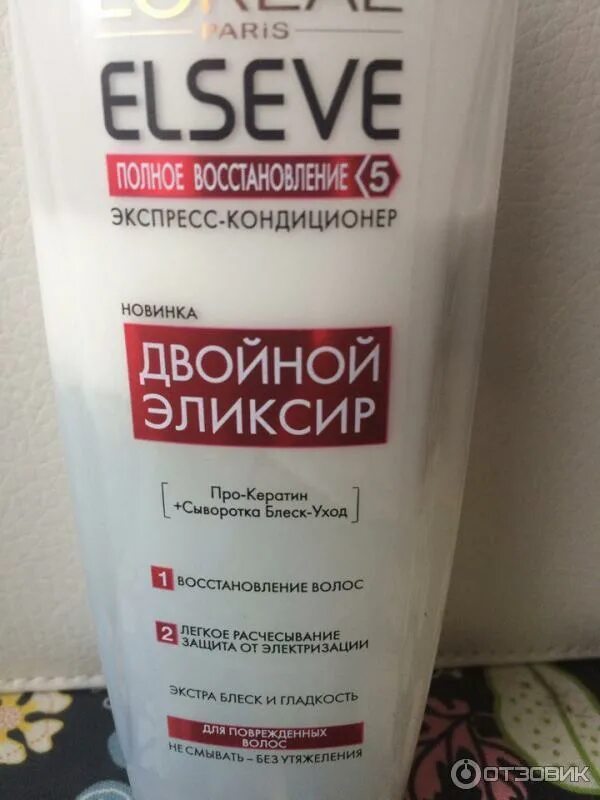 L'ORÉAL
PARIS
ELSEVE
ПОЛНОЕ ВОССТАНОВЛЕНИЕ 5
ЭКСПРЕСС-КОНДИЦИОНЕР
НОВИНКА
ДВОЙНОЙ
ЭЛИКСИР
Про-Кератин
+Сыворотка Блеск-Уход
1 ВОССТАНОВЛЕНИЕ ВОЛОС
2 ЛЕГКОЕ РАСЧЕСЫВАНИЕ
ЗАЩИТА ОТ ЭЛЕКТРИЗАЦИИ
ЭКСТРА БЛЕСК И ГЛАДКОСТЬ
ДЛЯ ПОВРЕЖДЕННЫХ
ВОЛОС
НЕ СМЫВАТЬ – БЕЗ УТЯЖЕЛЕНИЯ
ОТЗОВИК